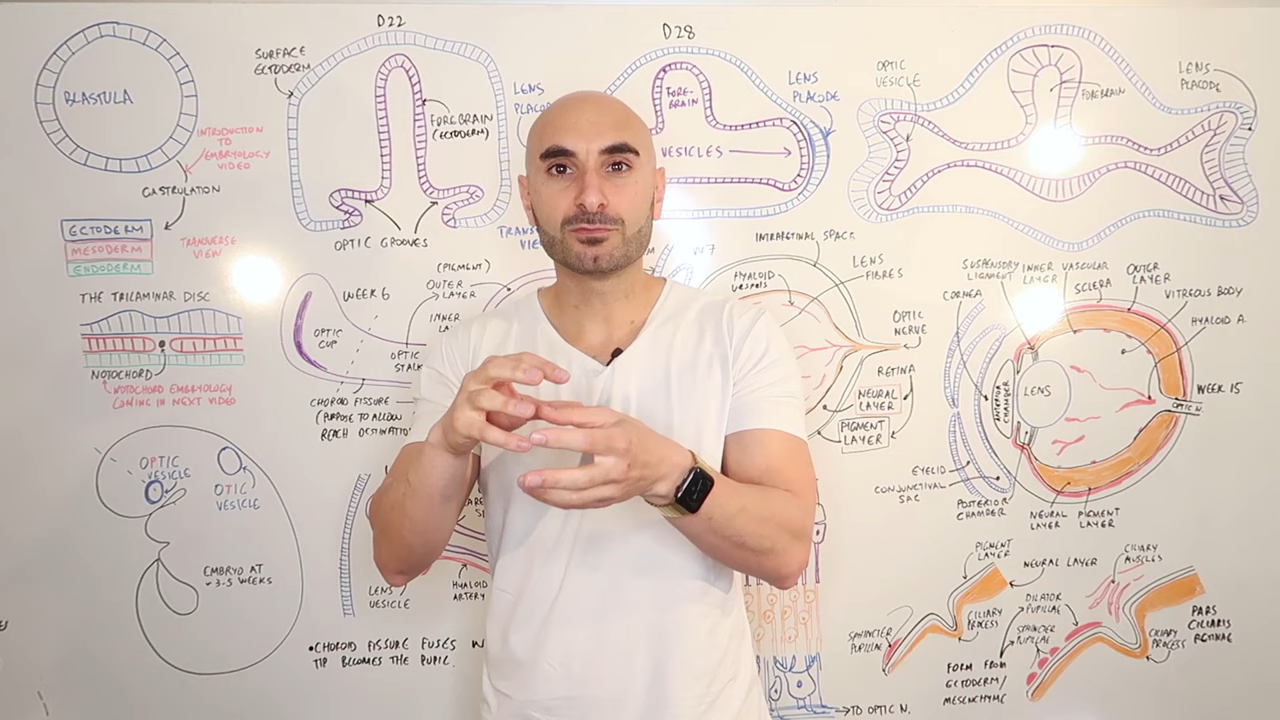 BLASTULA
INTRODUCTION
TO
EMBRYOLOGY
VIDEO
GASTRULATION
ECTODERM
MESODERM
ENDODERM
TRANSVERSE
VIEW
THE TRILAMINAR DISC
NOTOCHORD
NOTOCHORD EMBRYOLOGY
COMING IN NEXT VIDEO
OPTIC
VESICLE
OTIC
VESICLE
EMBRYO AT
~3-5 WEEKS
D22
SURFACE
ECTODERM
FOREBRAIN
(ECTODERM)
OPTIC GROOVES
LENS
D28
FORE-
BRAIN
LENS
PLACODE
VESICLES
OPTIC
VESICLE
FOREBRAIN
LENS
PLACODE
WEEK 6
(PIGMENT)
OUTER
LAYER
INNER
OPTIC
CUP
OPTIC
CHOROID FISSURE
(PURPOSE TO ALLOW
REACH
LENS
VESICLE
HYALOID
ARTERY
•CHOROID FISSURE FUSES
TIP BECOMES THE PUPIL.
INTRARETINAL SPACE
HYALOID
VESSELS
LENS
FIBRES
OPTIC
NERVE
RETINA
NEURAL
LAYER
PIGMENT
LAYER
TO OPTIC N.
SUSPENSORY
LIGAMENT
INNER VASCULAR
LAYER
SCLERA
OUTER
LAYER
VITREOUS BODY
HYALOID A.
CORNEA
ANTERIOR
CHAMBER
LENS
WEEK 15
OPTIC N.
EYELID
CONJUNCTIVAL
SAC
POSTERIOR
CHAMBER
NEURAL
LAYER
PIGMENT
LAYER
PIGMENT
LAYER
NEURAL LAYER
CILIARY
PROCESS
SPHINCTER
PUPILLAE
DILATOR
PUPILLAE
SPHINCTER
PUPILLAE
FORM FROM
ECTODERM/
MESENCHYME
CILIARY
MUSCLES
CILIARY
PROCESS
PARS
CILIARIS
RETINAE